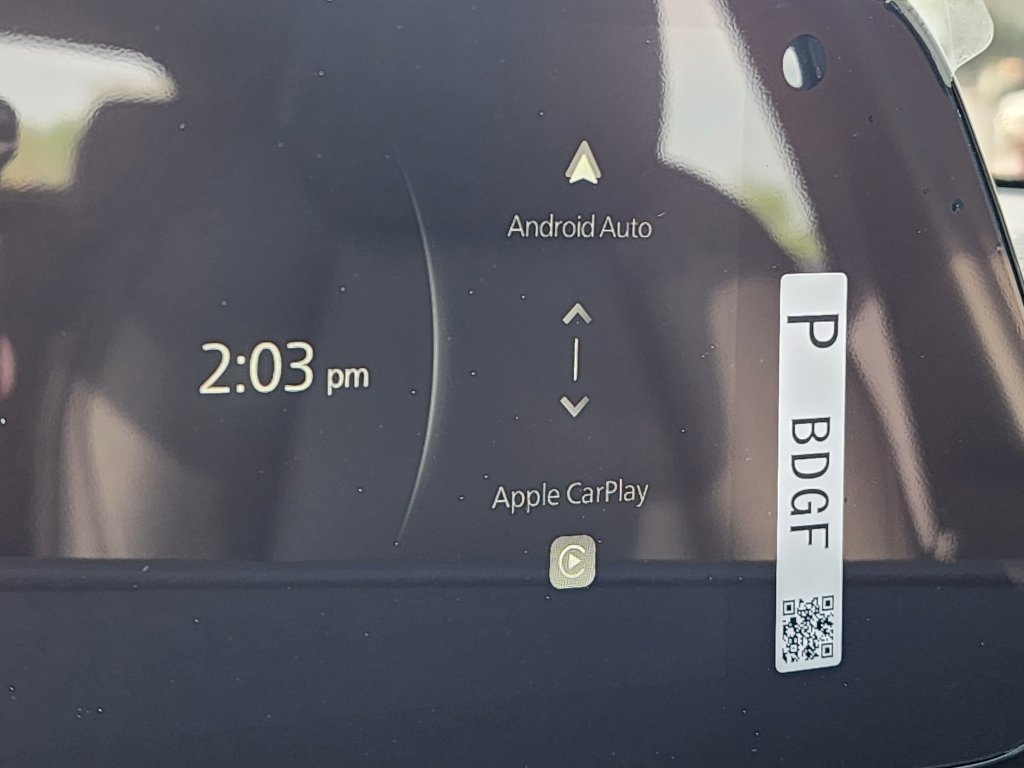 Android Auto
2:03 pm
Apple CarPlay
P BDGF